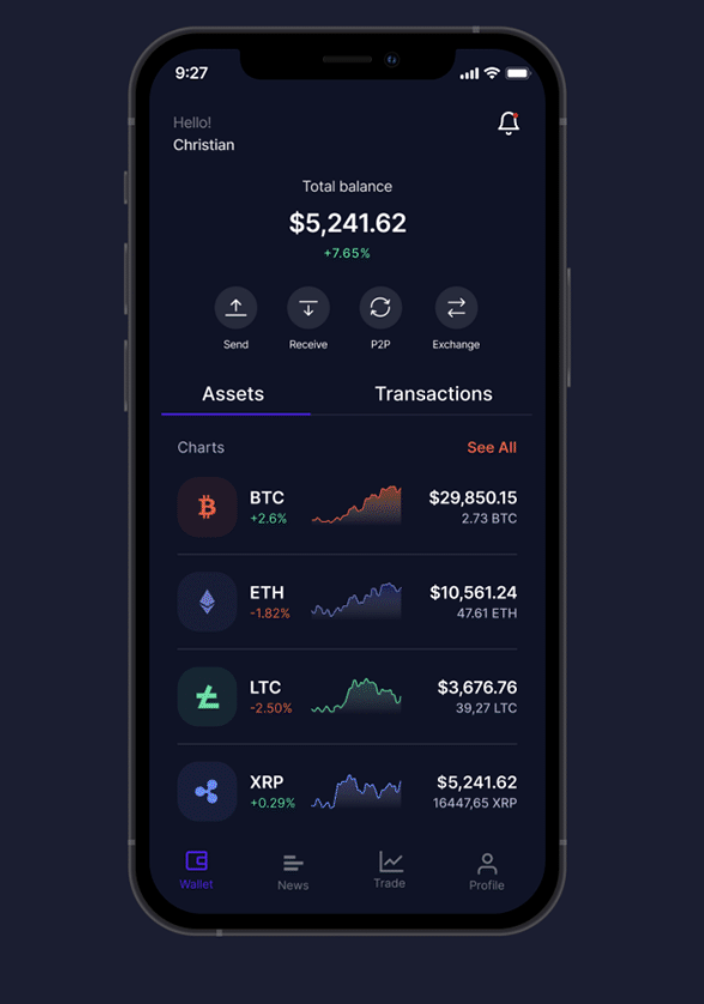 9:27
Hello!
Christian
Total balance
$5,241.62
+7.65%
Send Receive P2P Exchange
Assets Transactions
Charts See All
BTC $29,850.15
+2.6% 2.73 BTC
ETH $10,561.24
-1.82% 47.61 ETH
LTC $3,676.76
-2.50% 39,27 LTC
XRP $5,241.62
+0.29% 16447,65 XRP
Wallet News Trade Profile